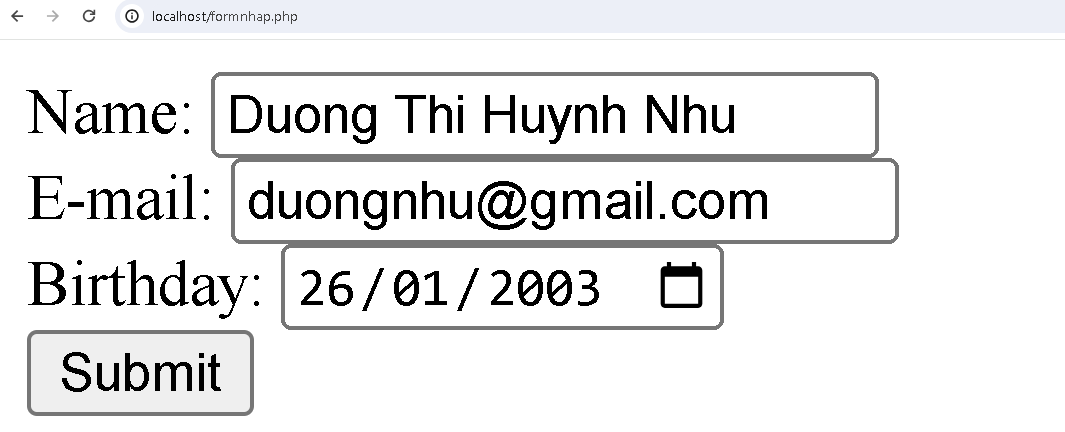 localhost/formnhap.php
Name: Duong Thi Huynh Nhu
E-mail: duongnhu@gmail.com
Birthday: 26/01/2003
Submit